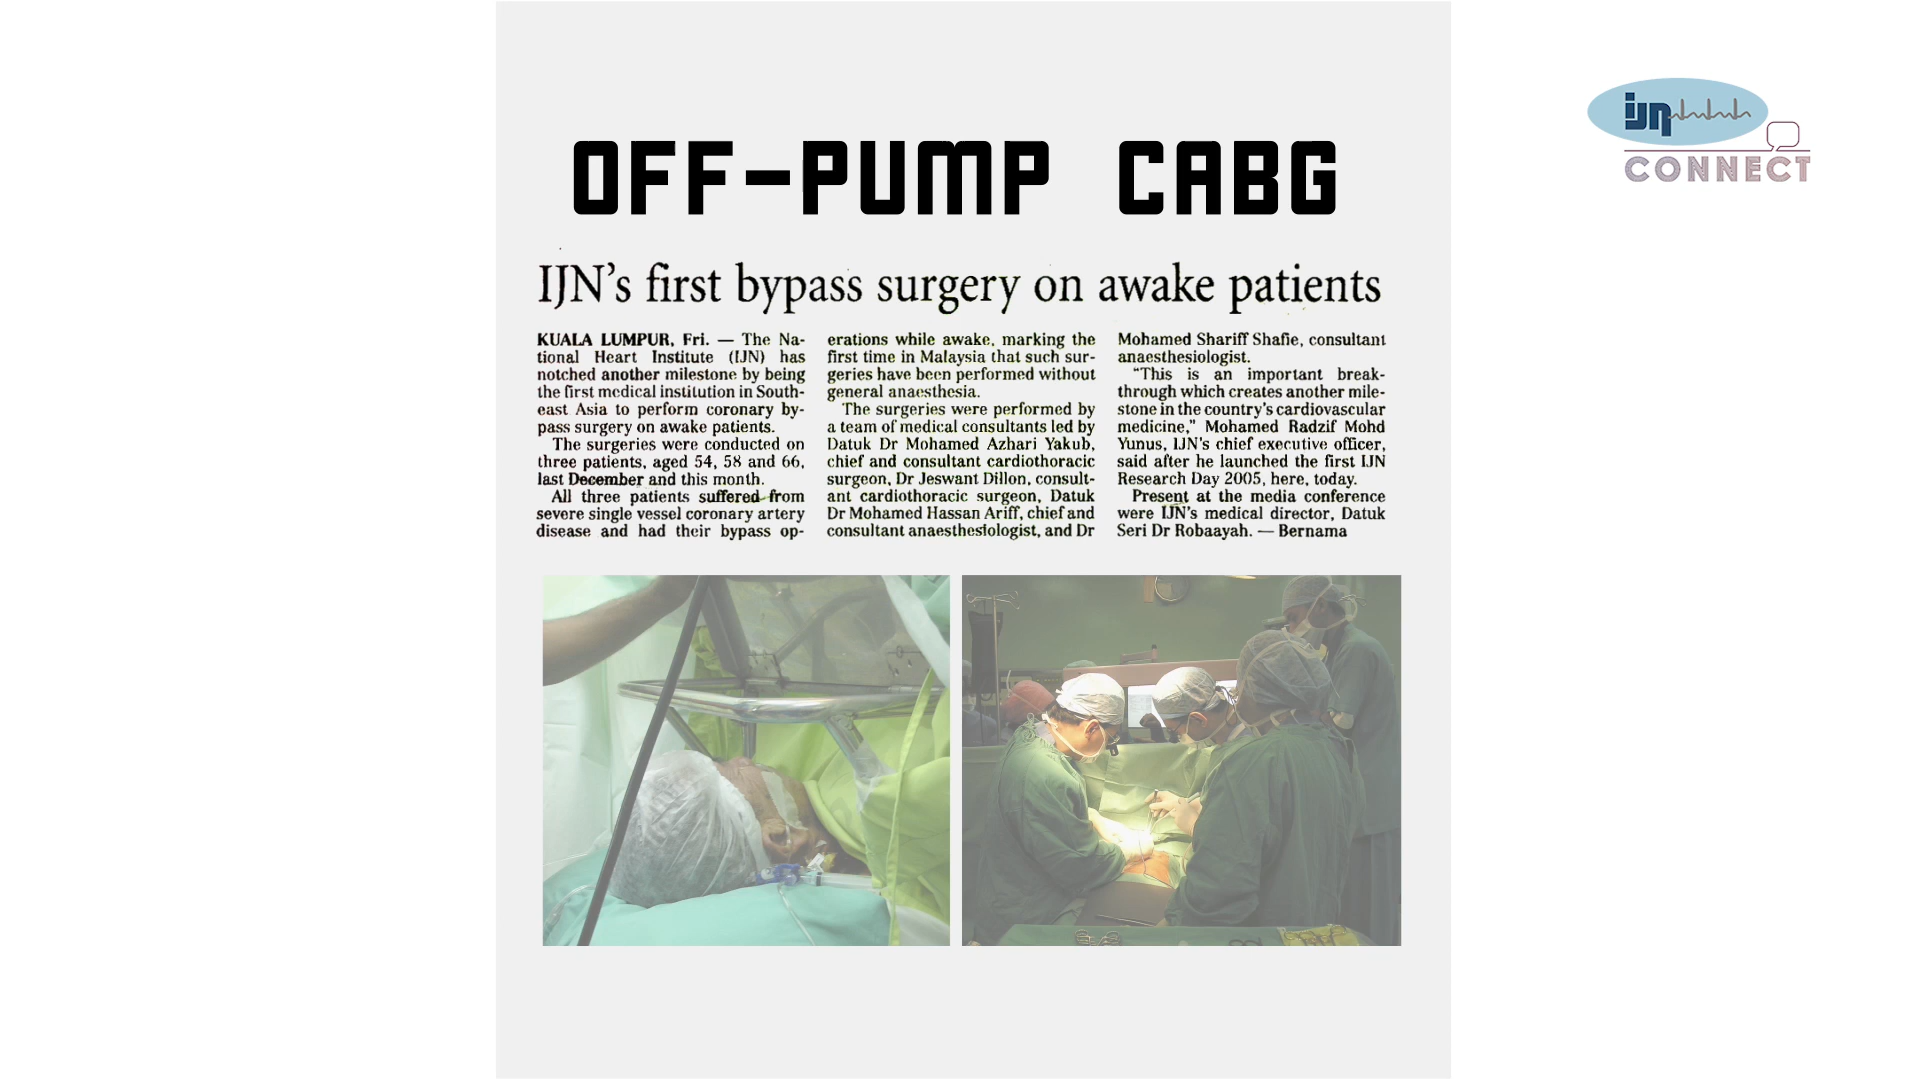 OFF-PUMP CABG
ijn
CONNECT
IJN's first bypass surgery on awake patients
KUALA LUMPUR, Fri. — The Na-
tional Heart Institute (IJN) has
notched another milestone by being
the first medical institution in South-
east Asia to perform coronary by-
pass surgery on awake patients.
The surgeries were conducted on
three patients, aged 54, 58 and 66,
last December and this month.
All three patients suffered from
severe single vessel coronary artery
disease and had their bypass op-
erations while awake, marking the
first time in Malaysia that such sur-
geries have been performed without
general anaesthesia.
The surgeries were performed by
a team of medical consultants led by
Datuk Dr Mohamed Azhari Yakub,
chief and consultant cardiothoracic
surgeon, Dr Jeswant Dillon, consult-
ant cardiothoracic surgeon, Datuk
Dr Mohamed Hassan Ariff, chief and
consultant anaesthesiologist, and Dr
Mohamed Shariff Shafie, consultant
anaesthesiologist.
"This is an important break-
through which creates another mile-
stone in the country's cardiovascular
medicine," Mohamed Radzif Mohd
Yunus, IJN's chief executive officer,
said after he launched the first IJN
Research Day 2005, here, today.
Present at the media conference
were IJN's medical director, Datuk
Seri Dr Robaayah. — Bernama